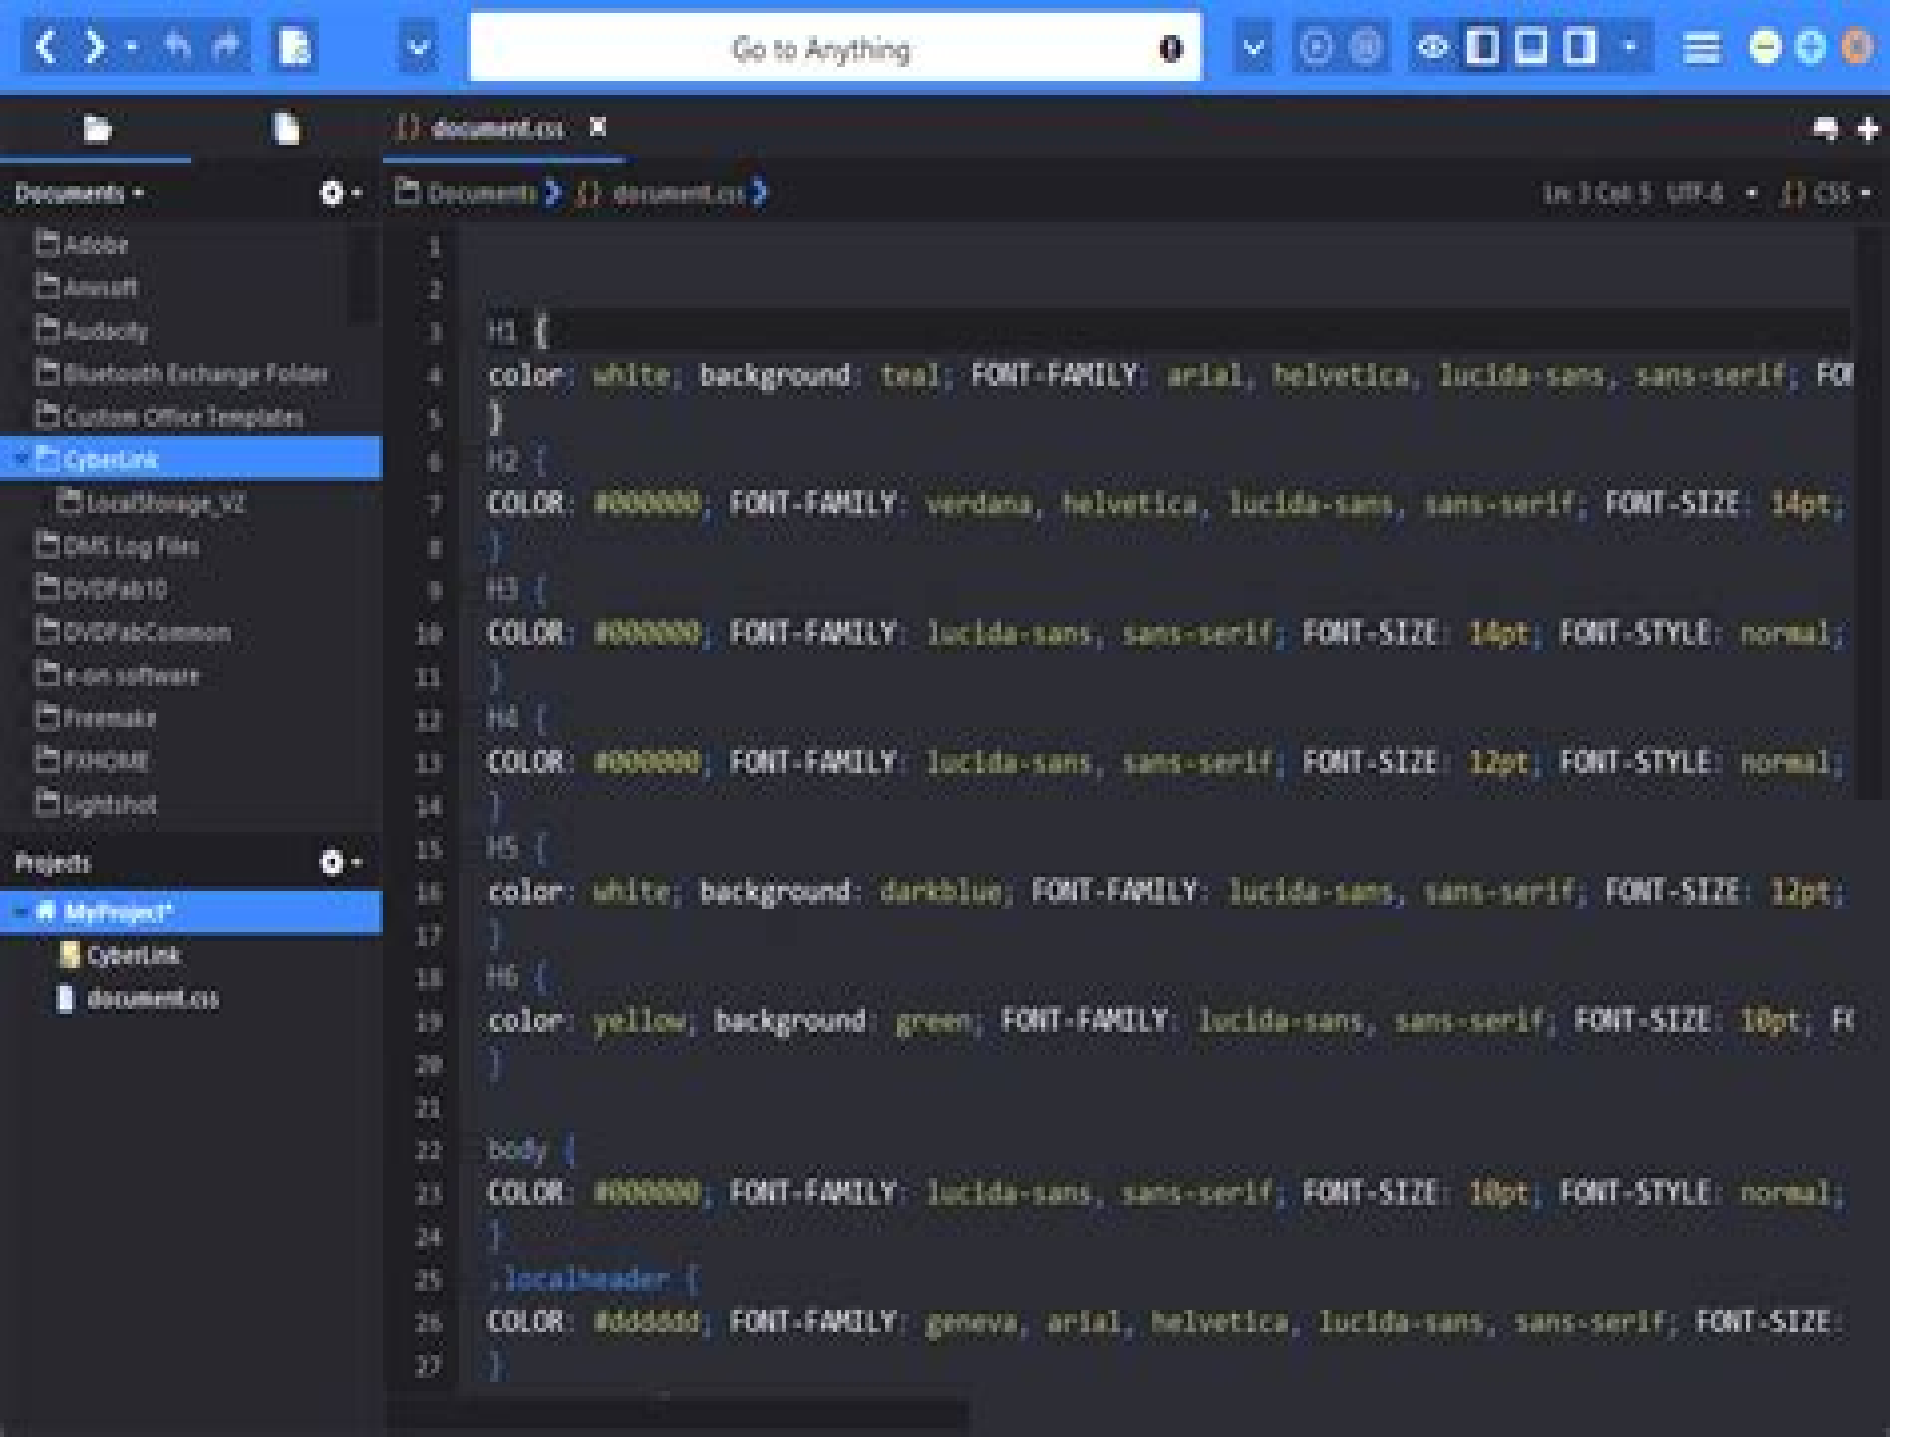 Go to Anything
document.css
Documents
Documents
document.css
Ln: 3 Col: 5 UTF-8
CSS
Adobe
Audacity
Bluetooth Exchange Folder
Custom Office Templates
CyberLink
LocalStorage_V2
DMS Log Files
DVDFab10
DVDFabCommon
e-on software
Freemake
FXHOME
Lightshot
Projects
MyProject*
CyberLink
document.css
1
2
3 H1 {
4 color: white; background: teal; FONT-FAMILY: arial, helvetica, lucida-sans, sans-serif; FON
5 }
6 H2 {
7 COLOR: #000000; FONT-FAMILY: verdana, helvetica, lucida-sans, sans-serif; FONT-SIZE: 14pt;
8 }
9 H3 {
10 COLOR: #000000; FONT-FAMILY: lucida-sans, sans-serif; FONT-SIZE: 14pt; FONT-STYLE: normal;
11 }
12 H4 {
13 COLOR: #000000; FONT-FAMILY: lucida-sans, sans-serif; FONT-SIZE: 12pt; FONT-STYLE: normal;
14 }
15 H5 {
16 color: white; background: darkblue; FONT-FAMILY: lucida-sans, sans-serif; FONT-SIZE: 12pt;
17 }
18 H6 {
19 color: yellow; background: green; FONT-FAMILY: lucida-sans, sans-serif; FONT-SIZE: 10pt; FO
20 }
21
22 body {
23 COLOR: #000000; FONT-FAMILY: lucida-sans, sans-serif; FONT-SIZE: 10pt; FONT-STYLE: normal;
24 }
25 .localheader {
26 COLOR: #dddddd; FONT-FAMILY: geneva, arial, helvetica, lucida-sans, sans-serif; FONT-SIZE:
27 }